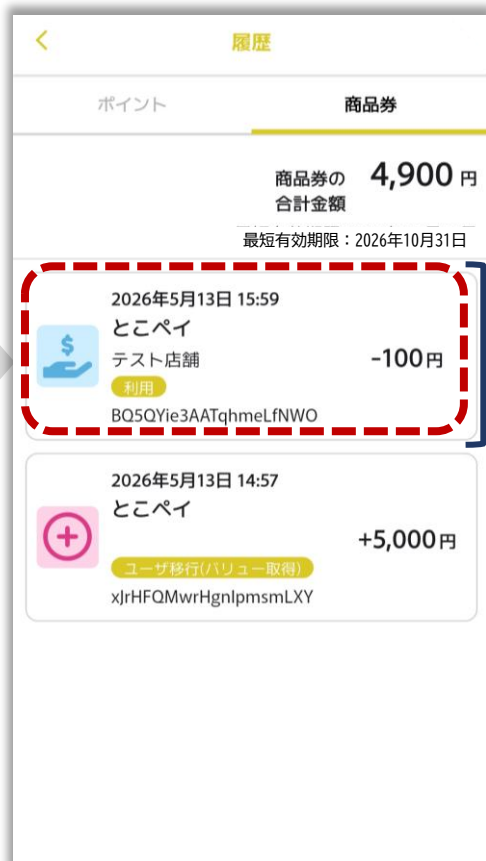 履歴
ポイント
商品券
商品券の 4,900 円
合計金額
最短有効期限：2026年10月31日
2026年5月13日 15:59
とこペイ
テスト店舗
-100円
利用
BQ5QYie3AATqhmeLfNWO
2026年5月13日 14:57
とこペイ
+5,000円
ユーザ移行(バリュー取得)
xJrHFQMwrHgnIpmsmLXY